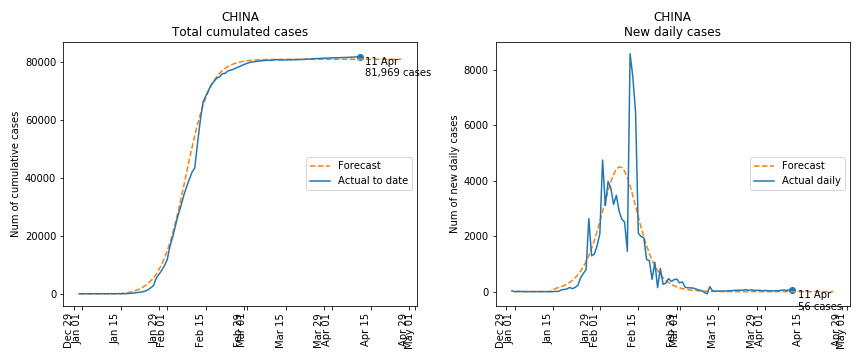 CHINA
Total cumulated cases
Num of cumulative cases
80000
60000
40000
20000
0
11 Apr
81,969 cases
Forecast
Actual to date
Dec 29
Jan 01
Jan 15
Jan 29
Feb 01
Feb 15
Feb 29
Mar 01
Mar 15
Mar 29
Apr 01
Apr 15
Apr 29
May 01
CHINA
New daily cases
Num of new daily cases
8000
6000
4000
2000
0
Forecast
Actual daily
11 Apr
56 cases
Dec 29
Jan 01
Jan 15
Jan 29
Feb 01
Feb 15
Feb 29
Mar 01
Mar 15
Mar 29
Apr 01
Apr 15
Apr 29
May 01